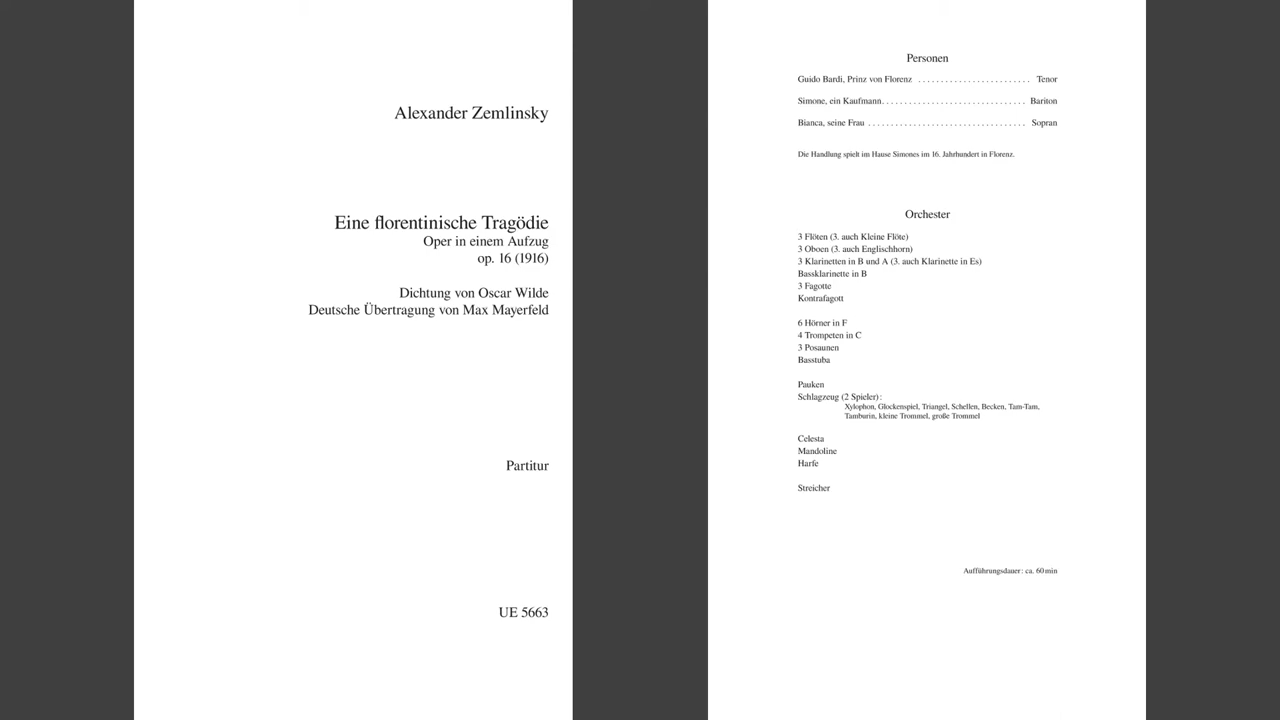 Alexander Zemlinsky
Eine florentinische Tragödie
Oper in einem Aufzug
op. 16 (1916)
Dichtung von Oscar Wilde
Deutsche Übertragung von Max Mayerfeld
Partitur
UE 5663
Personen
Guido Bardi, Prinz von Florenz . . . . . . . . . . . . . . . . . . . . . . . . . Tenor
Simone, ein Kaufmann. . . . . . . . . . . . . . . . . . . . . . . . . . . . . . . . Bariton
Bianca, seine Frau . . . . . . . . . . . . . . . . . . . . . . . . . . . . . . . . . . . Sopran
Die Handlung spielt im Hause Simones im 16. Jahrhundert in Florenz.
Orchester
3 Flöten (3. auch Kleine Flöte)
3 Oboen (3. auch Englischhorn)
3 Klarinetten in B und A (3. auch Klarinette in Es)
Bassklarinette in B
3 Fagotte
Kontrafagott
6 Hörner in F
4 Trompeten in C
3 Posaunen
Basstuba
Pauken
Schlagzeug (2 Spieler):
Xylophon, Glockenspiel, Triangel, Schellen, Becken, Tam-Tam,
Tamburin, kleine Trommel, große Trommel
Celesta
Mandoline
Harfe
Streicher
Aufführungsdauer: ca. 60 min